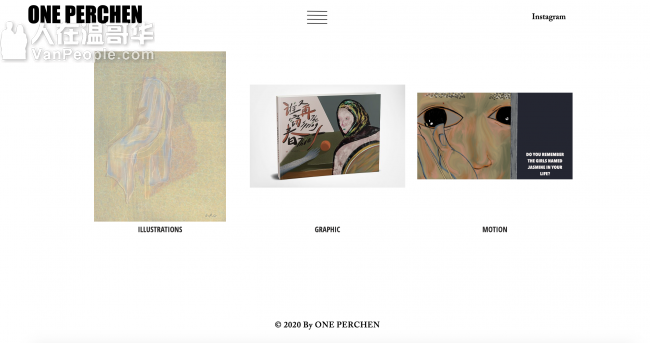 ONE PERCHEN
Instagram
人在温哥华
VanPeople.com
DO YOU REMEMBER
THE GIRLS NAMED
JASMINE IN YOUR
LIFE?
ILLUSTRATIONS
GRAPHIC
MOTION
© 2020 By ONE PERCHEN